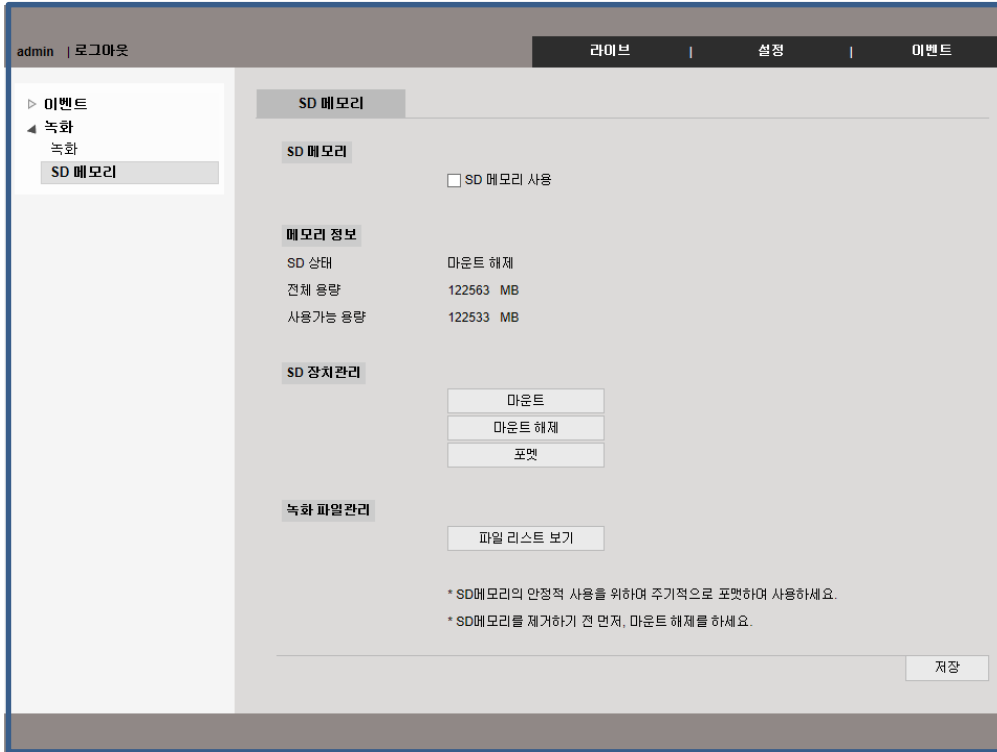 admin | 로그아웃
라이브 | 설정 | 이벤트
이벤트
녹화
녹화
SD 메모리
SD 메모리
SD 메모리
SD 메모리 사용
메모리 정보
SD 상태 마운트 해제
전체 용량 122563 MB
사용가능 용량 122533 MB
SD 장치관리
마운트
마운트 해제
포멧
녹화 파일관리
파일 리스트 보기
* SD메모리의 안정적 사용을 위하여 주기적으로 포맷하여 사용하세요.
* SD메모리를 제거하기 전 먼저, 마운트 해제를 하세요.
저장